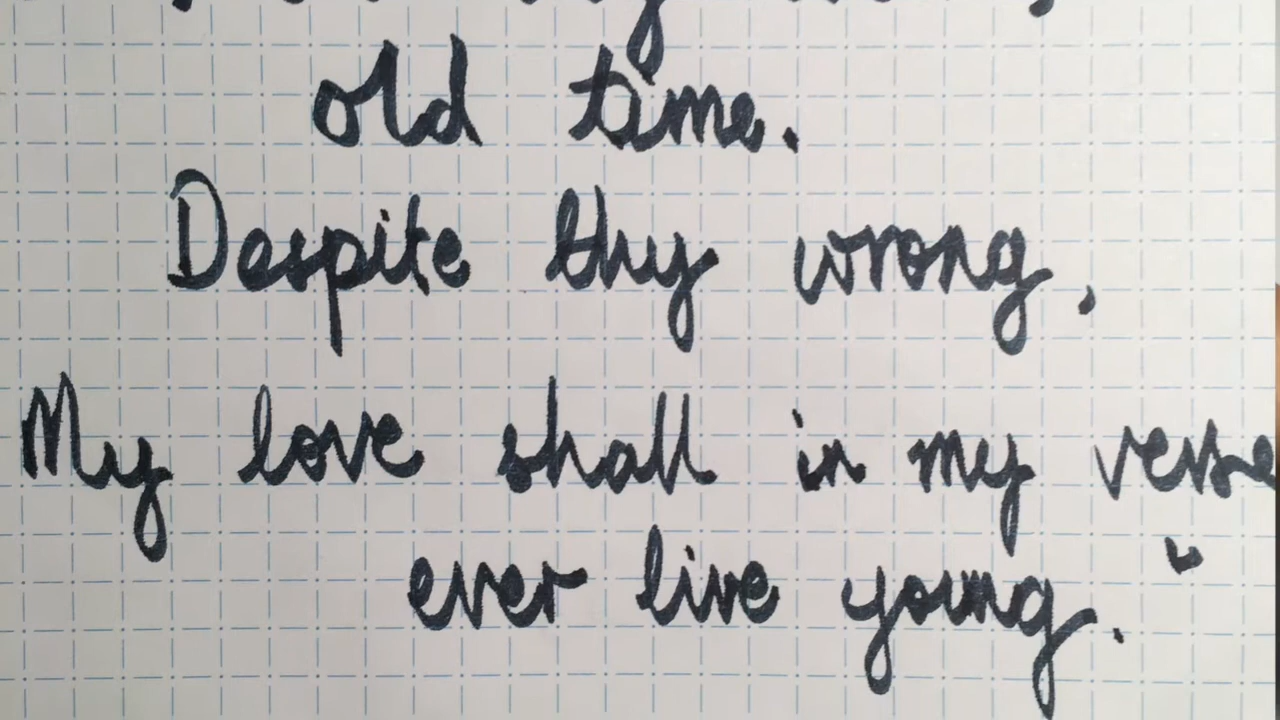 old time.
Despite thy wrong,
My love shall in my verse
ever live young."